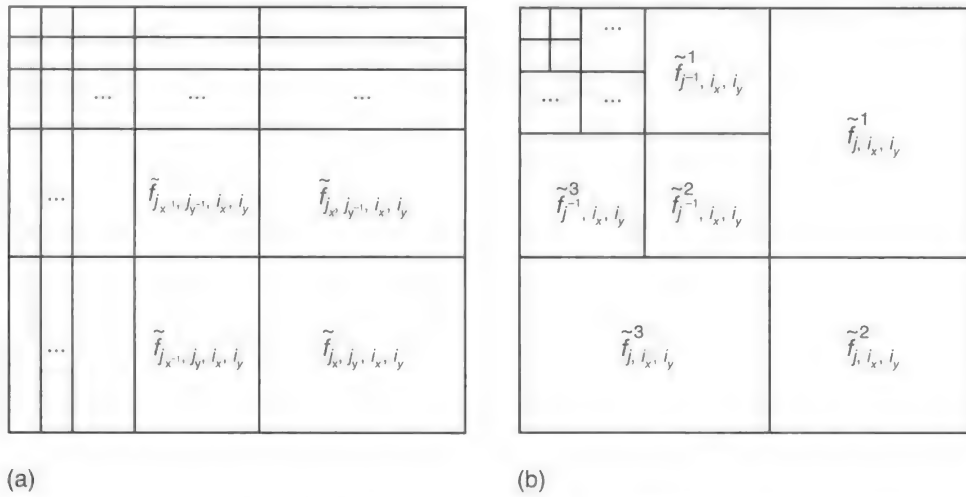 ... ... ...
... f̃_{j_x-1, j_y-1, i_x, i_y} f̃_{j_x, j_y-1, i_x, i_y}
... f̃_{j_x-1, j_y, i_x, i_y} f̃_{j_x, j_y, i_x, i_y}
(a)
...
f̃^1_{j-1, i_x, i_y}
... ...
f̃^1_{j, i_x, i_y}
f̃^3_{j-1, i_x, i_y} f̃^2_{j-1, i_x, i_y}
f̃^3_{j, i_x, i_y} f̃^2_{j, i_x, i_y}
(b)